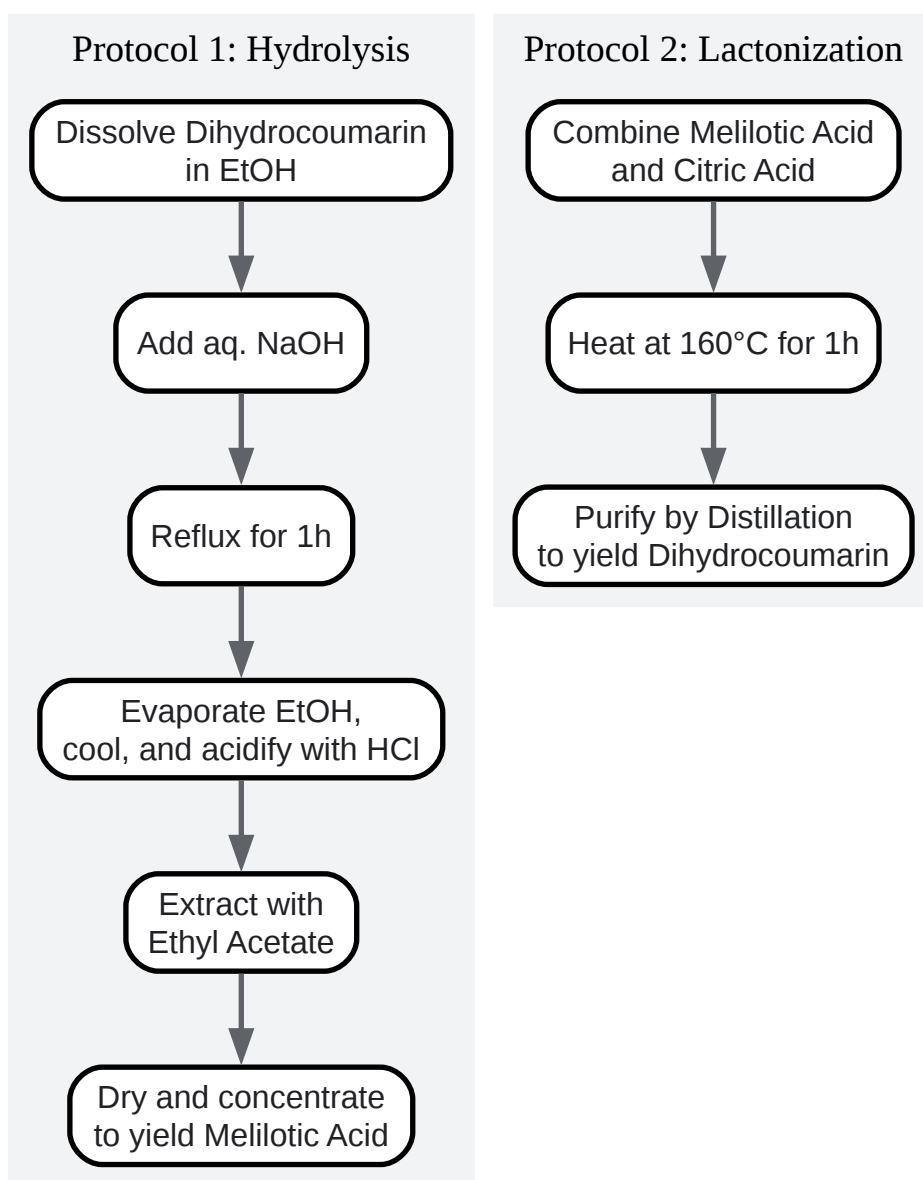 Protocol 1: Hydrolysis
Dissolve Dihydrocoumarin
in EtOH
Add aq. NaOH
Reflux for 1h
Evaporate EtOH,
cool, and acidify with HCl
Extract with
Ethyl Acetate
Dry and concentrate
to yield Melilotic Acid
Protocol 2: Lactonization
Combine Melilotic Acid
and Citric Acid
Heat at 160°C for 1h
Purify by Distillation
to yield Dihydrocoumarin